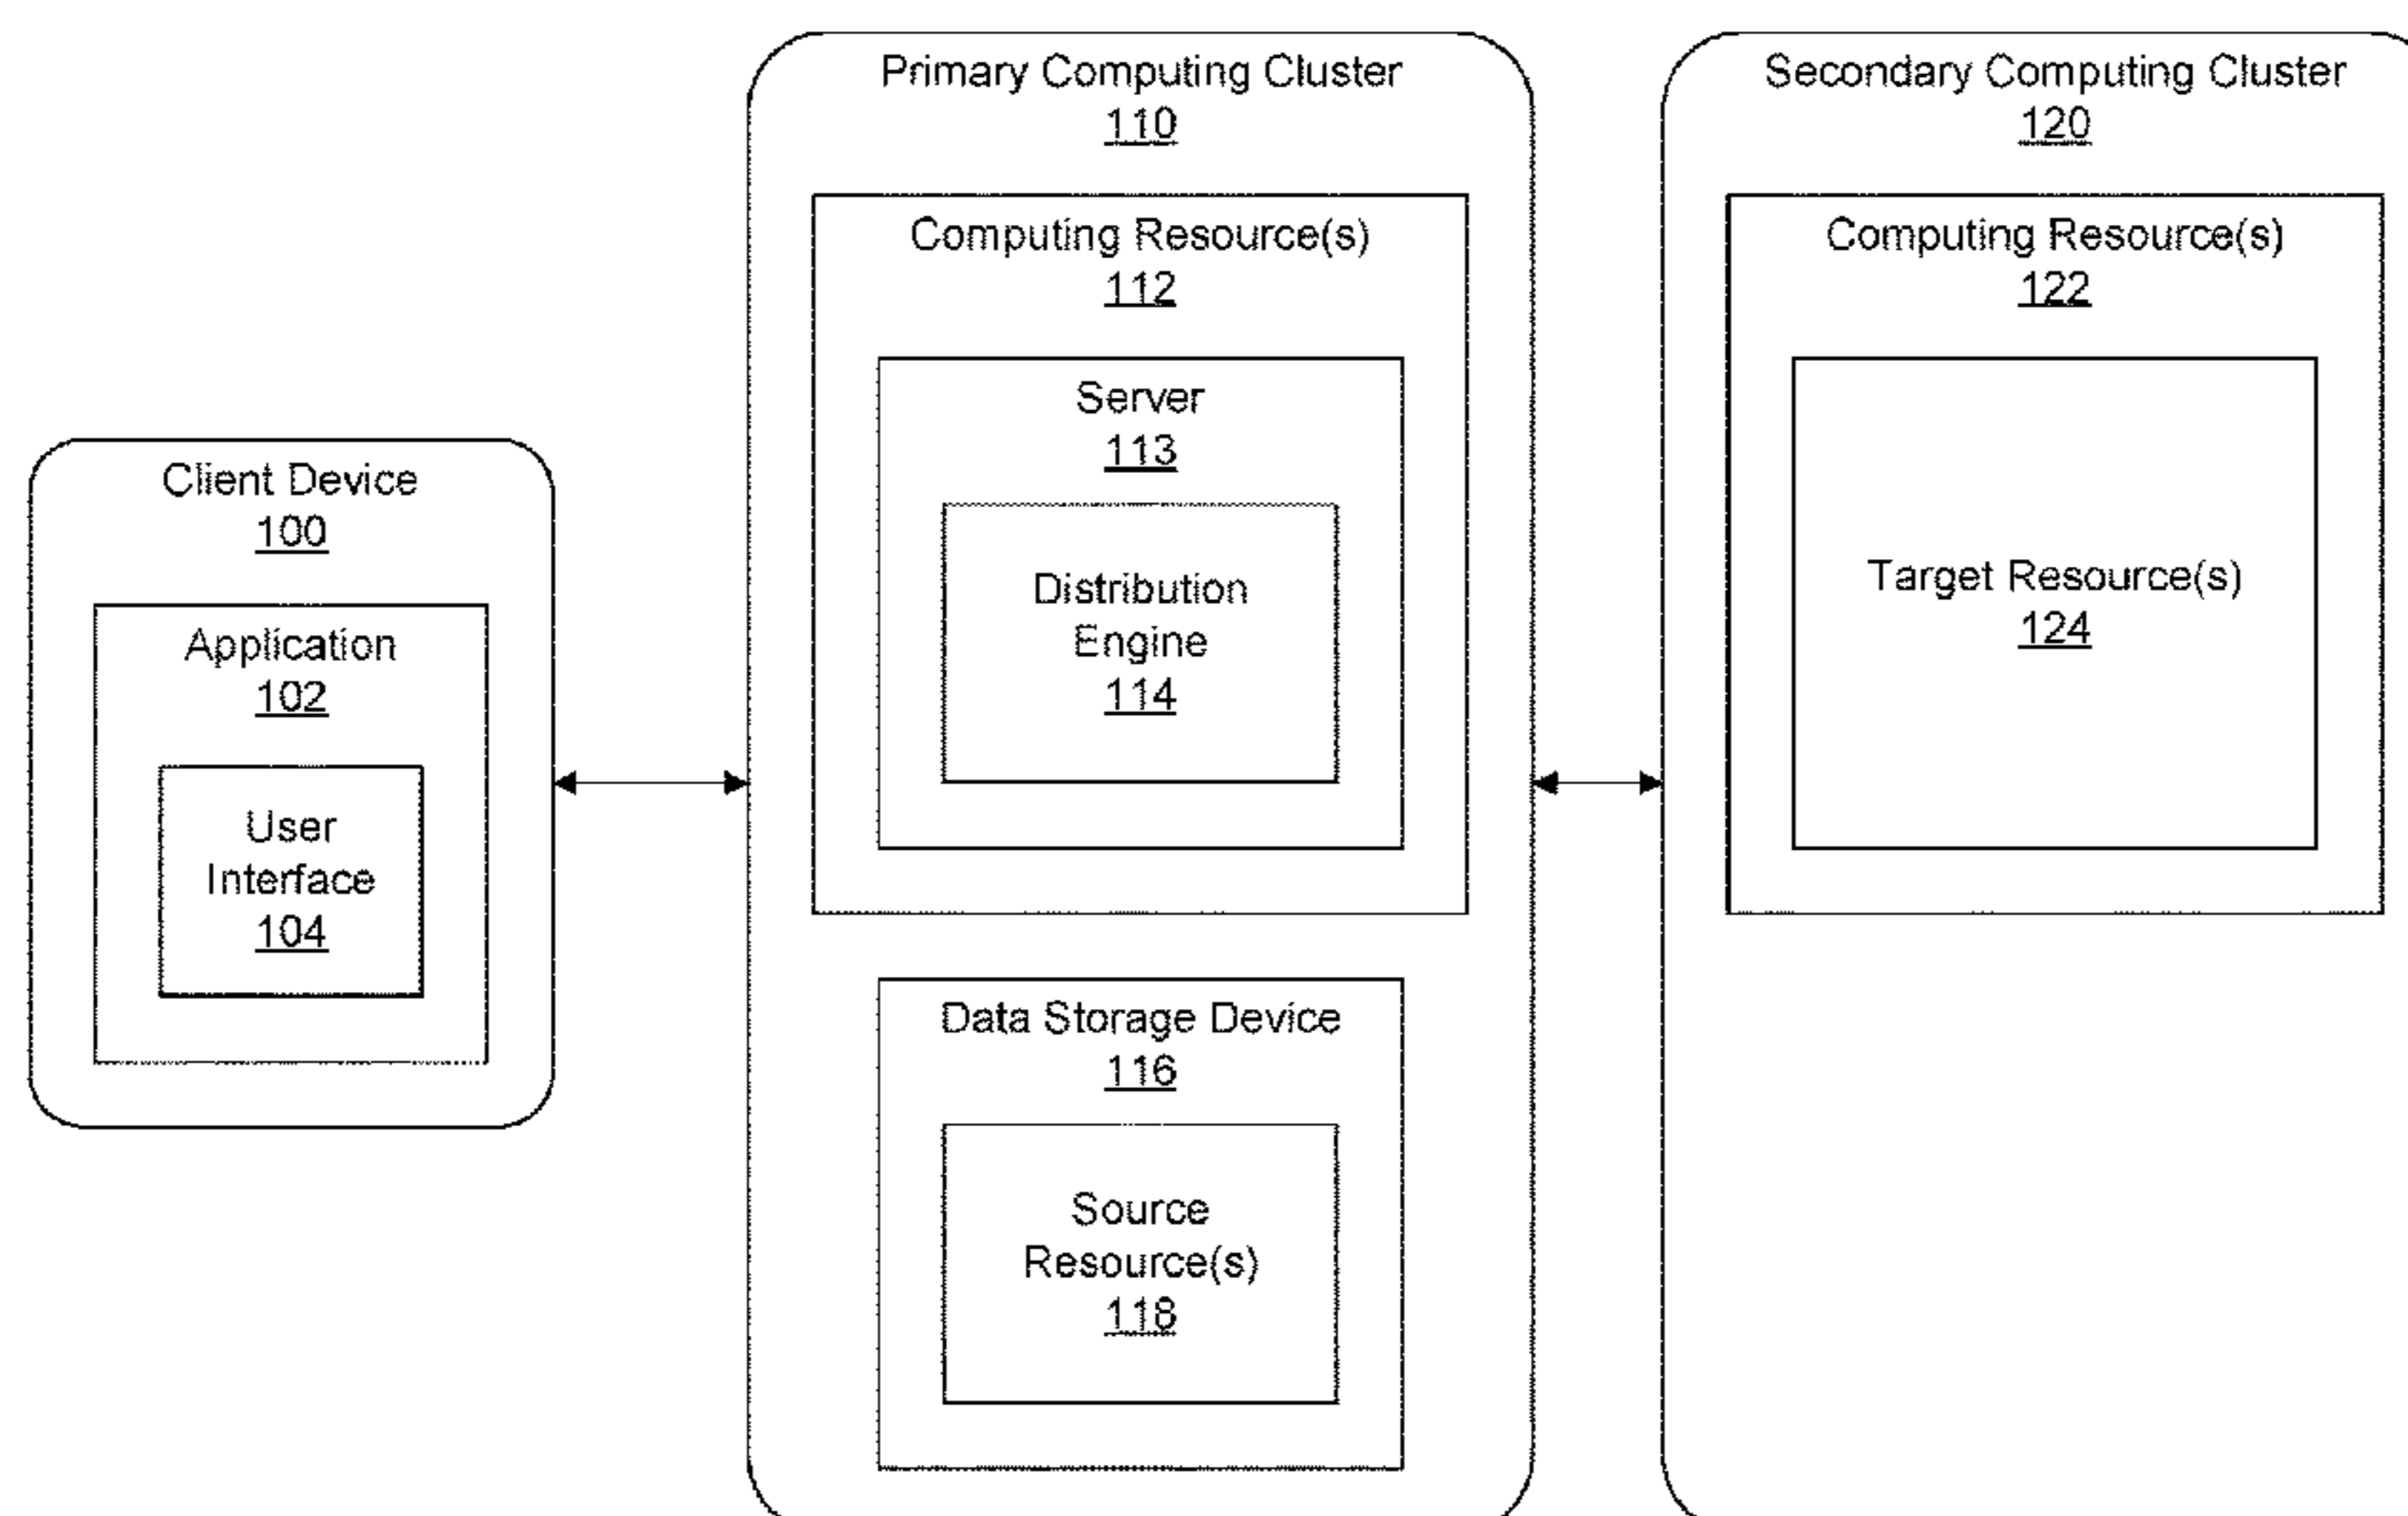 Client Device
100
Application
102
User
Interface
104
Primary Computing Cluster
110
Computing Resource(s)
112
Server
113
Distribution
Engine
114
Data Storage Device
116
Source
Resource(s)
118
Secondary Computing Cluster
120
Computing Resource(s)
122
Target Resource(s)
124